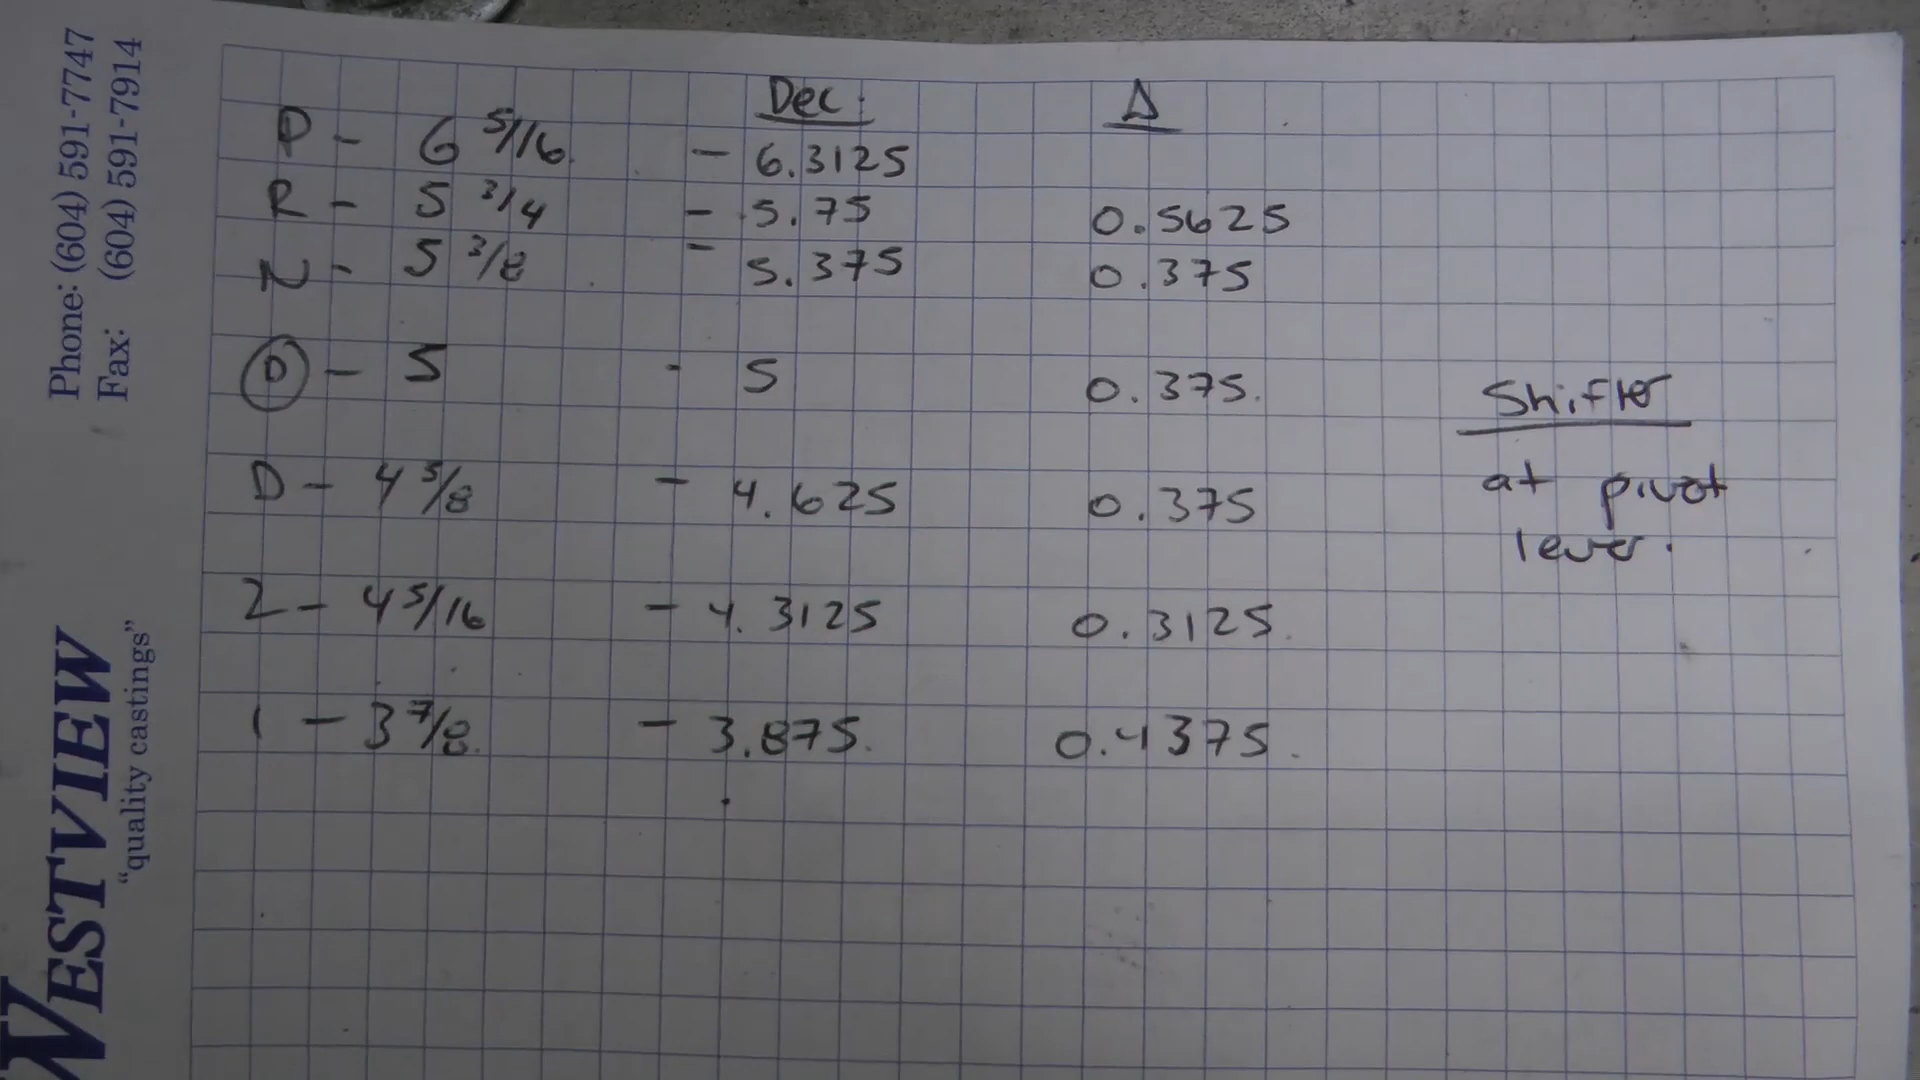 Phone: (604) 591-7747
Fax: (604) 591-7914
WESTVIEW
"quality castings"
Dec. Δ
P - 6 5/16 - 6.3125
R - 5 3/4 - 5.75 0.5625
N - 5 3/8 - 5.375 0.375
D - 5 - 5 0.375.
D - 4 5/8 - 4.625 0.375
2 - 4 5/16 - 4.3125 0.3125.
1 - 3 7/8. - 3.875. 0.4375.
Shifter
at pivot
lever.